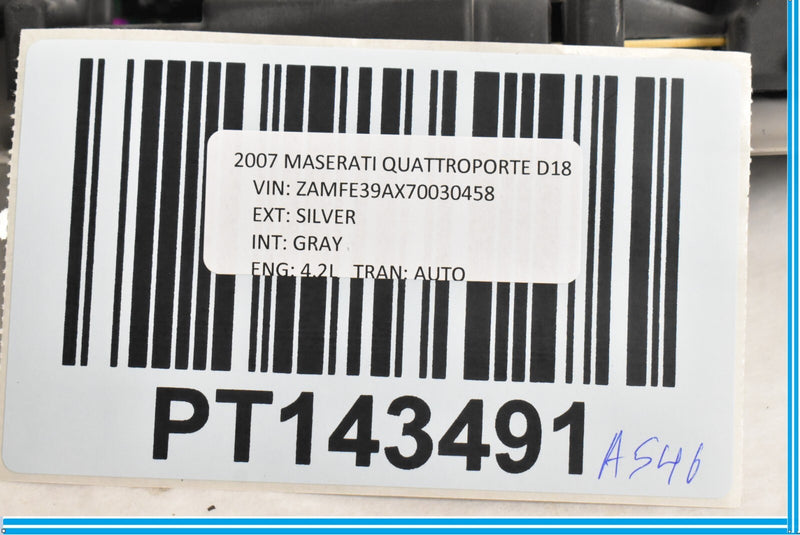 2007 MASERATI QUATTROPORTE D18
VIN: ZAMFE39AX70030458
EXT: SILVER
INT: GRAY
ENG: 4.2L TRAN: AUTO
PT143491
A546